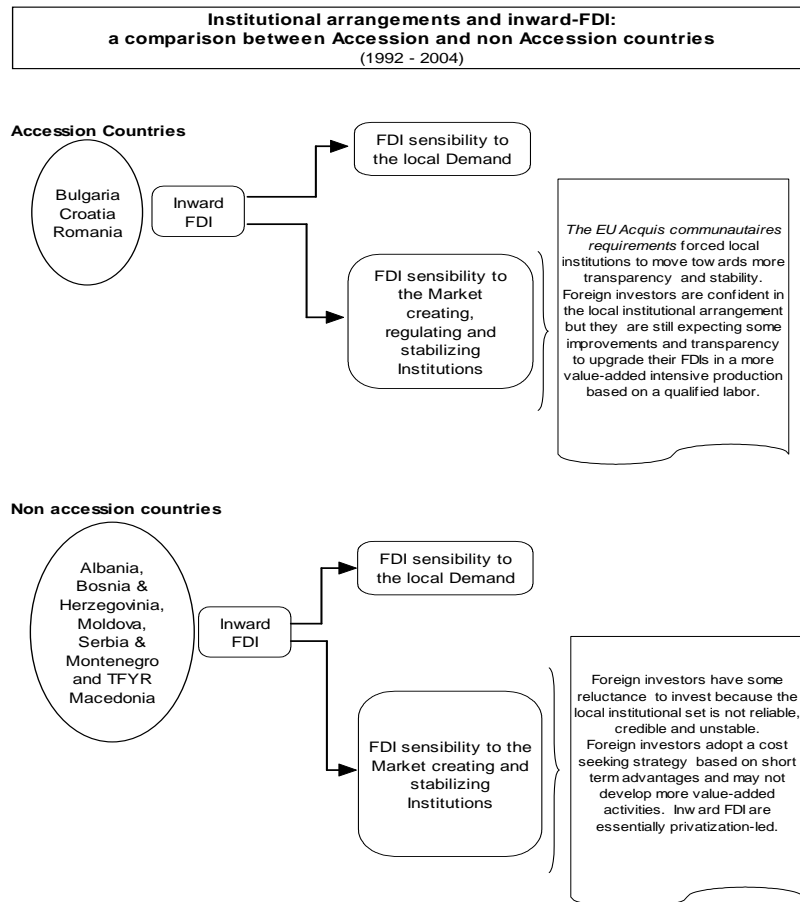 Institutional arrangements and inward-FDI:
a comparison between Accession and non Accession countries
(1992 - 2004)
Accession Countries
Bulgaria
Croatia
Romania
Inward
FDI
FDI sensibility to
the local Demand
FDI sensibility to
the Market
creating,
regulating and
stabilizing
Institutions
The EU Acquis communautaires
requirements forced local
institutions to move towards more
transparency and stability.
Foreign investors are confident in
the local institutional arrangement
but they are still expecting some
improvements and transparency
to upgrade their FDIs in a more
value-added intensive production
based on a qualified labor.
Non accession countries
Albania,
Bosnia &
Herzegovinia,
Moldova,
Serbia &
Montenegro
and TFYR
Macedonia
Inward
FDI
FDI sensibility to
the local Demand
FDI sensibility to the
Market creating and
stabilizing
Institutions
Foreign investors have some
reluctance to invest because the
local institutional set is not reliable,
credible and unstable.
Foreign investors adopt a cost
seeking strategy based on short
term advantages and may not
develop more value-added
activities. Inward FDI are
essentially privatization-led.